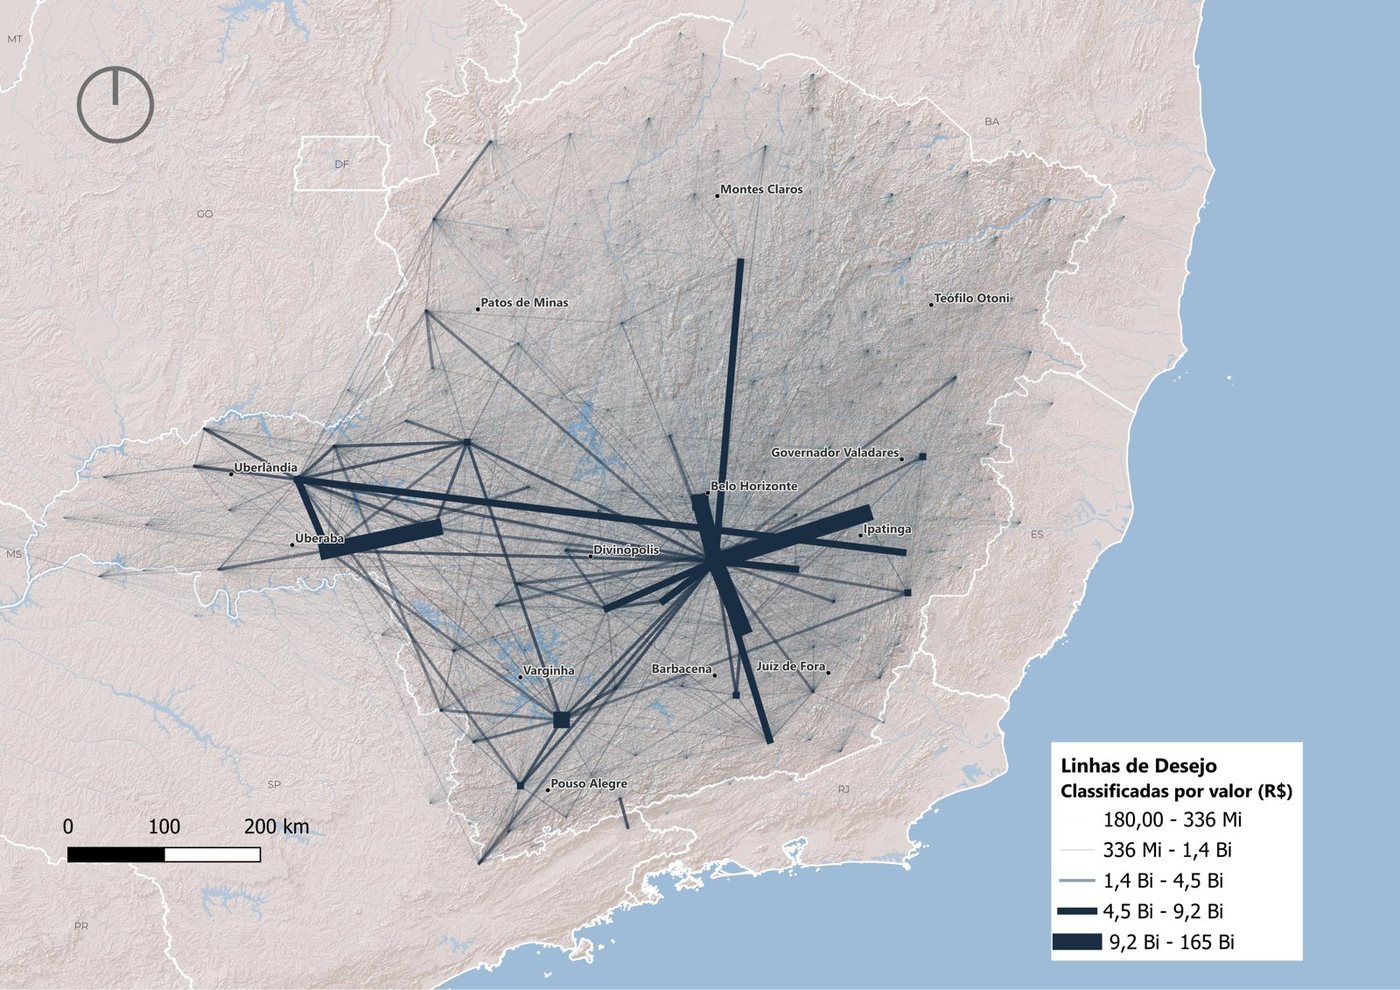 MT
BA
DF
Montes Claros
GO
Patos de Minas
Teófilo Otoni
Governador Valadares
Uberlândia
Belo Horizonte
Ipatinga
Uberaba
ES
Divinópolis
MS
Varginha
Barbacena
Juíz de Fora
SP
Pouso Alegre
RJ
0 100 200 km
PR
Linhas de Desejo
Classificadas por valor (R$)
180,00 - 336 Mi
336 Mi - 1,4 Bi
1,4 Bi - 4,5 Bi
4,5 Bi - 9,2 Bi
9,2 Bi - 165 Bi